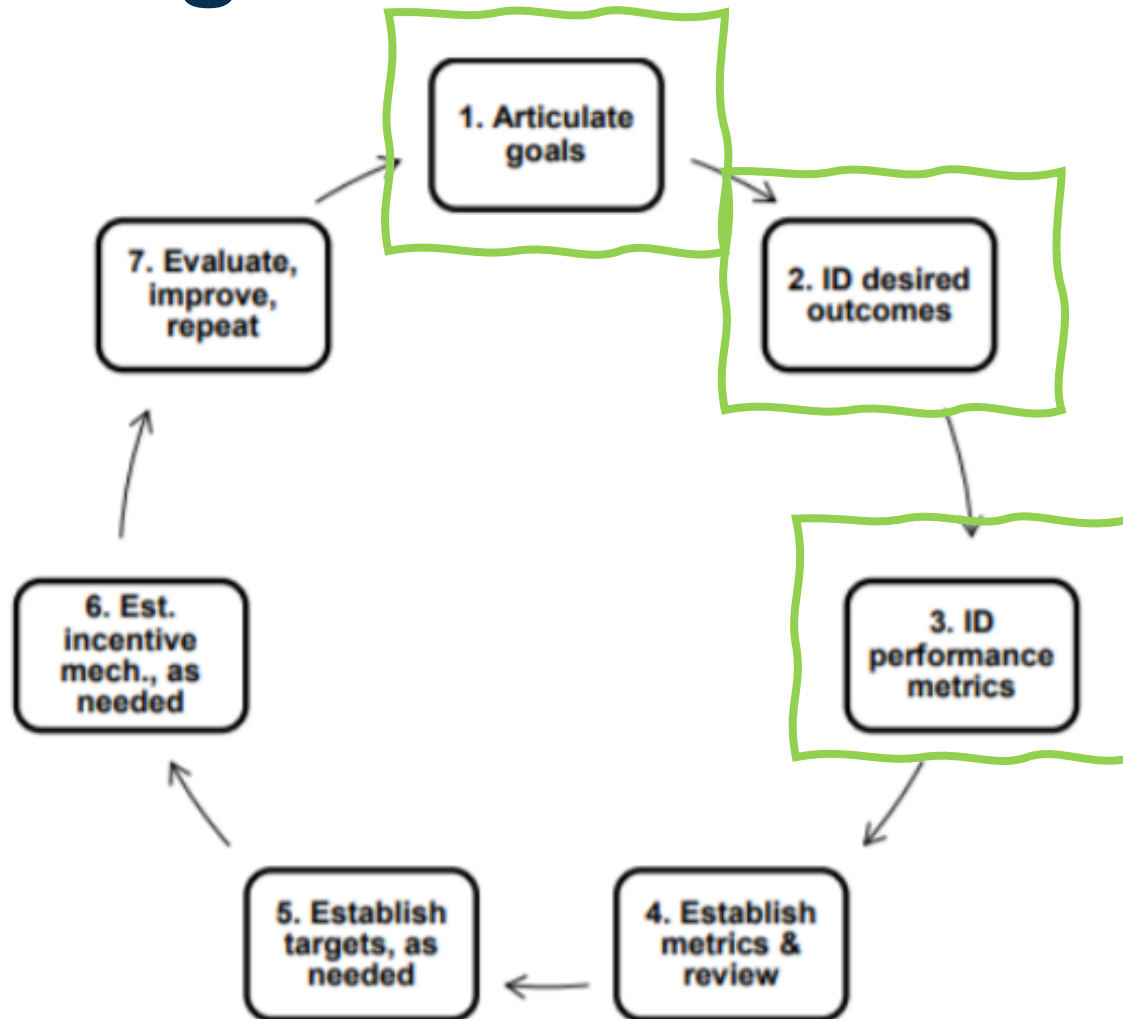 1. Articulate
goals
2. ID desired
outcomes
3. ID
performance
metrics
4. Establish
metrics &
review
5. Establish
targets, as
needed
6. Est.
incentive
mech., as
needed
7. Evaluate,
improve,
repeat